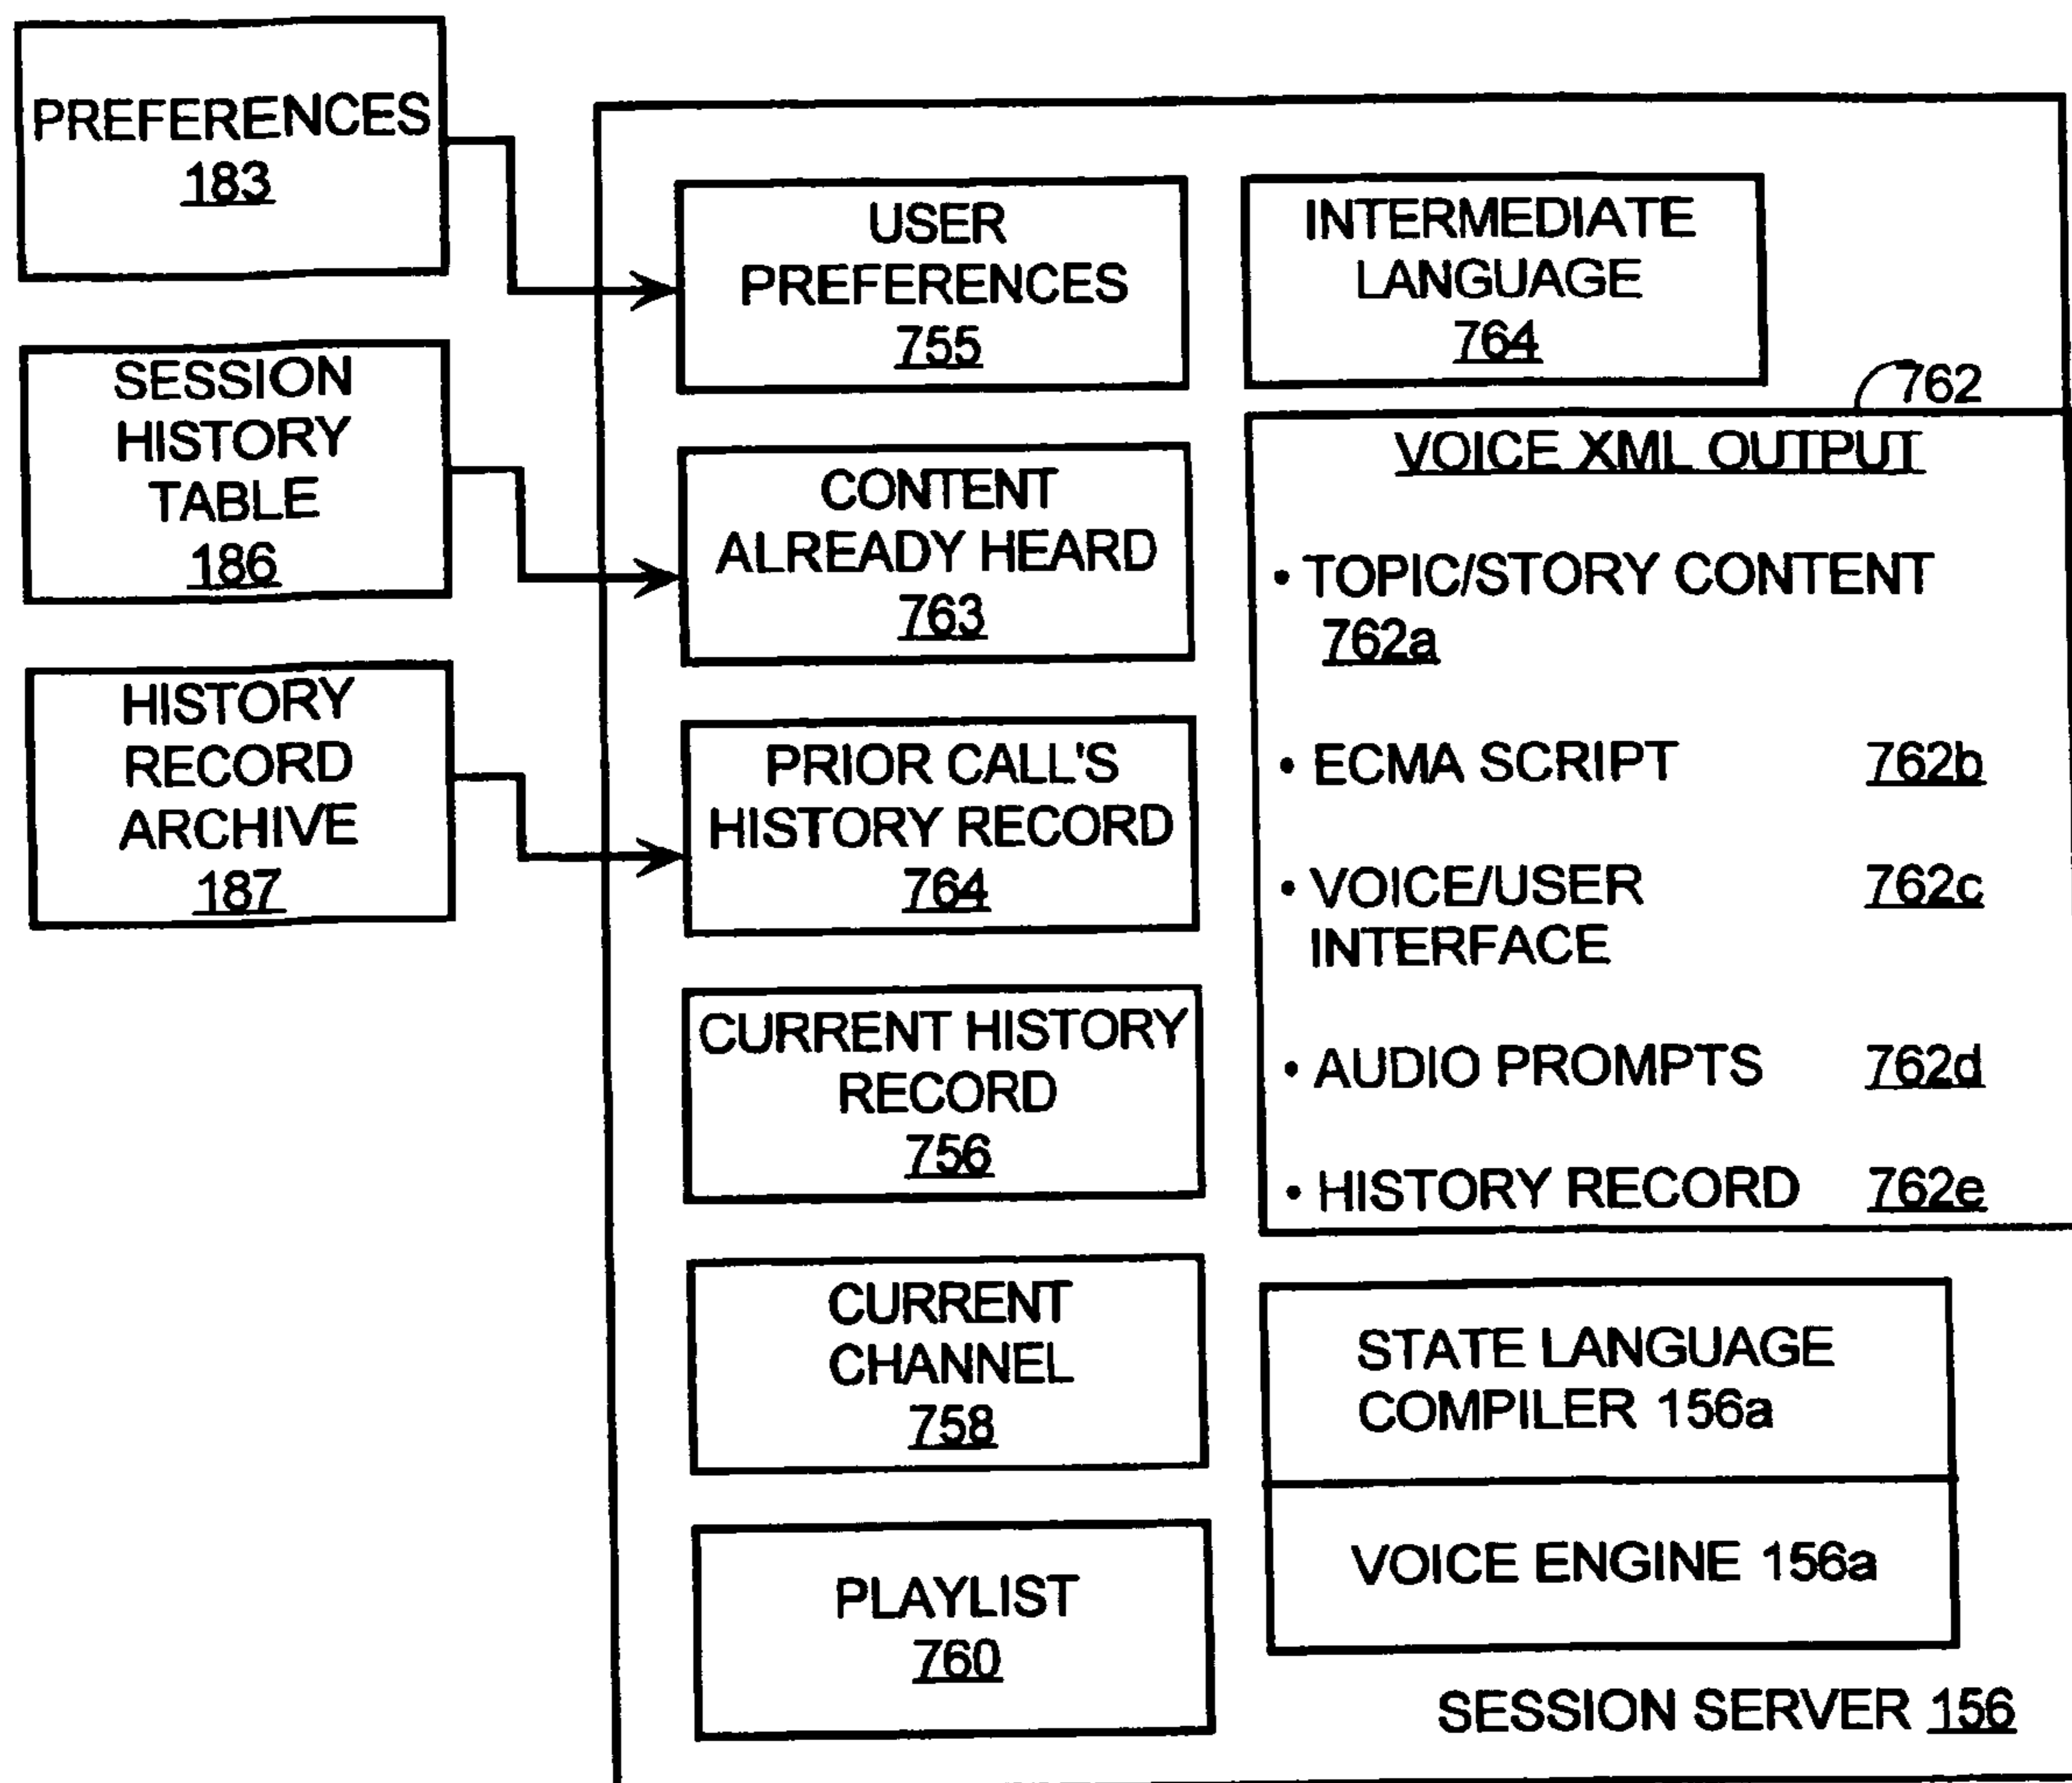 PREFERENCES
183
SESSION
HISTORY
TABLE
186
HISTORY
RECORD
ARCHIVE
187
USER
PREFERENCES
755
CONTENT
ALREADY HEARD
763
PRIOR CALL'S
HISTORY RECORD
764
CURRENT HISTORY
RECORD
756
CURRENT
CHANNEL
758
PLAYLIST
760
INTERMEDIATE
LANGUAGE
764
762
VOICE XML OUTPUT
• TOPIC/STORY CONTENT
762a
• ECMA SCRIPT 762b
• VOICE/USER 762c
INTERFACE
• AUDIO PROMPTS 762d
• HISTORY RECORD 762e
STATE LANGUAGE
COMPILER 156a
VOICE ENGINE 156a
SESSION SERVER 156